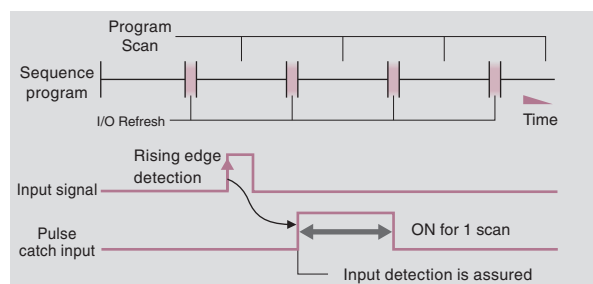 Program
Scan
Sequence
program
I/O Refresh
Time
Rising edge
detection
Input signal
Pulse
catch input
ON for 1 scan
Input detection is assured